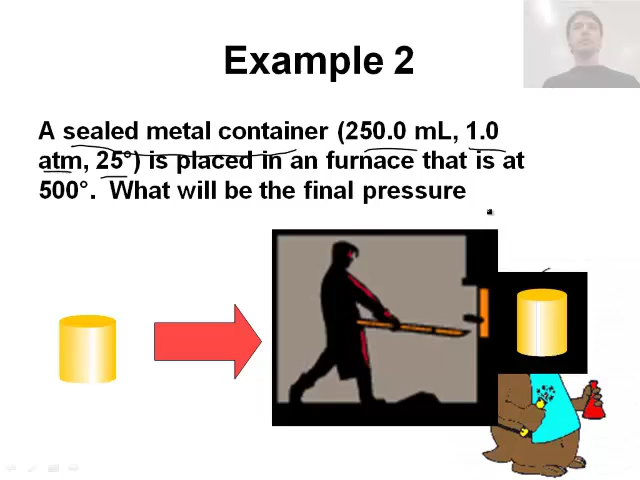 Example 2
A sealed metal container (250.0 mL, 1.0
atm, 25°) is placed in an furnace that is at
500°.  What will be the final pressure